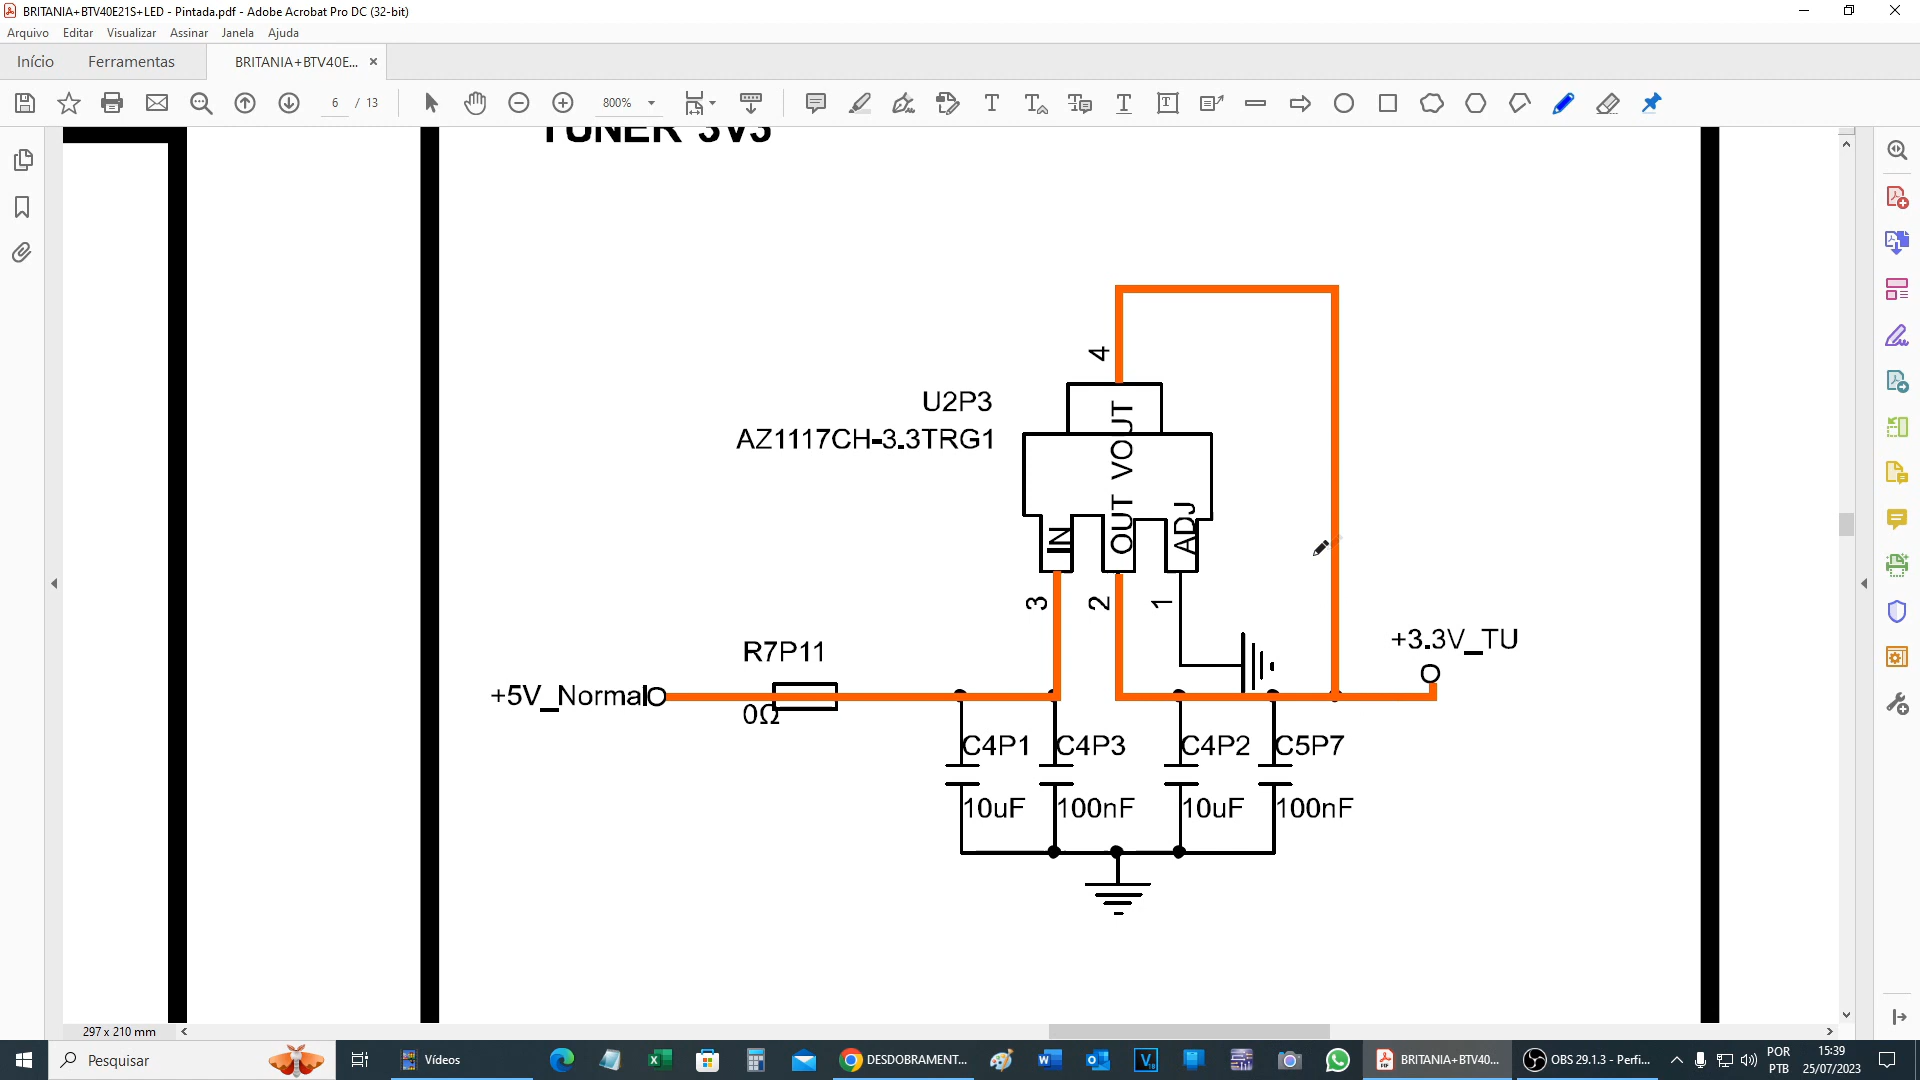 BRITANIA+BTV40E21S+LED - Pintada.pdf - Adobe Acrobat Pro DC (32-bit)
Arquivo Editar Visualizar Assinar Janela Ajuda
Início Ferramentas BRITANIA+BTV40E...
6 / 13 800%
TUNER 3V3
4
U2P3
AZ1117CH-3.3TRG1
VOUT
IN OUT ADJ
3 2 1
R7P11
+3.3V_TU
+5V_Normal
0Ω
C4P1 C4P3 C4P2 C5P7
10uF 100nF 10uF 100nF
297 x 210 mm
Pesquisar
Vídeos
DESDOBRAMENT...
BRITANIA+BTV40...
OBS 29.1.3 - Perfi...
POR
PTB
15:39
25/07/2023